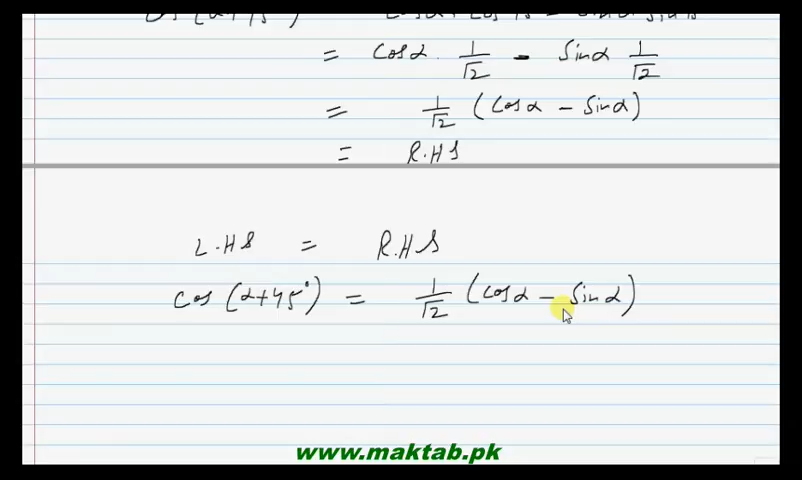 = Cosα . 1/√2 - Sinα 1/√2
= 1/√2 (Cosα - Sinα)
= R.H.S
L.H.S = R.H.S
Cos (α+45°) = 1/√2 (Cosα - Sinα)
www.maktab.pk